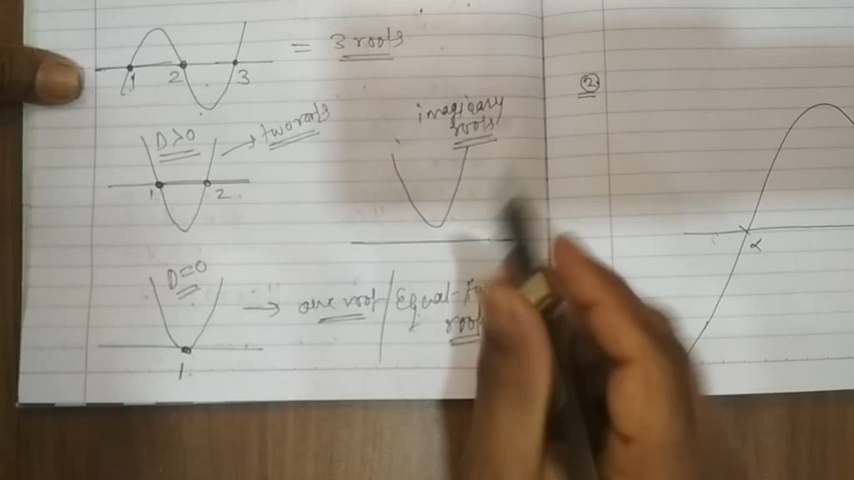 = 3 roots
1 2 3
D>0 → two roots
1 2
imaginary
roots
D=0
→ one root / Equal
roots
1
②
α